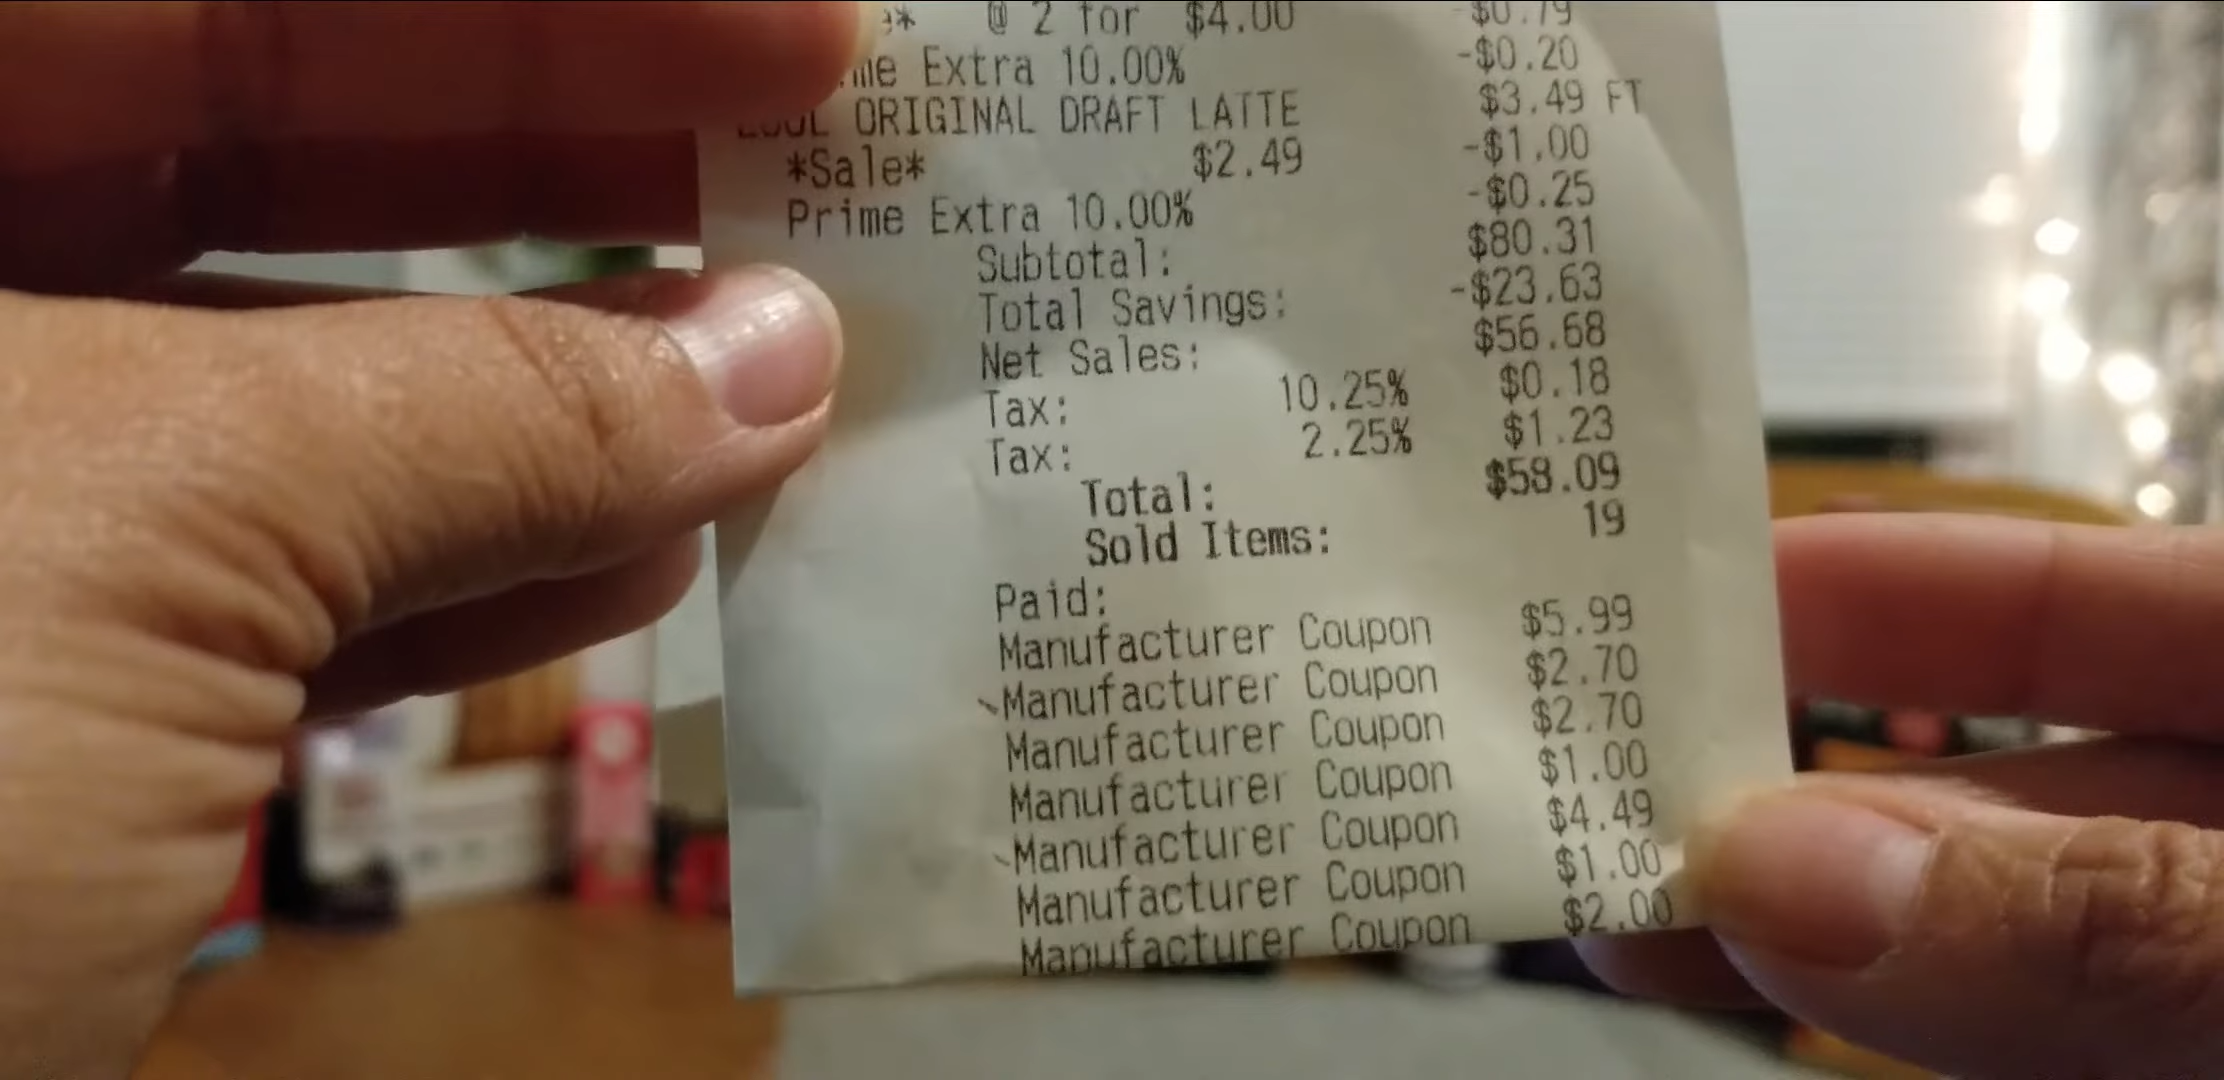 @ 2 for $4.00 -$0.79
Extra 10.00% -$0.20
ORIGINAL DRAFT LATTE $3.49 FT
*Sale* $2.49 -$1.00
Prime Extra 10.00% -$0.25
Subtotal: $80.31
Total Savings: -$23.63
Net Sales: $56.68
Tax: 10.25% $0.18
Tax: 2.25% $1.23
Total: $58.09
Sold Items: 19
Paid:
Manufacturer Coupon $5.99
Manufacturer Coupon $2.70
Manufacturer Coupon $2.70
Manufacturer Coupon $1.00
Manufacturer Coupon $4.49
Manufacturer Coupon $1.00
Manufacturer Coupon $2.00